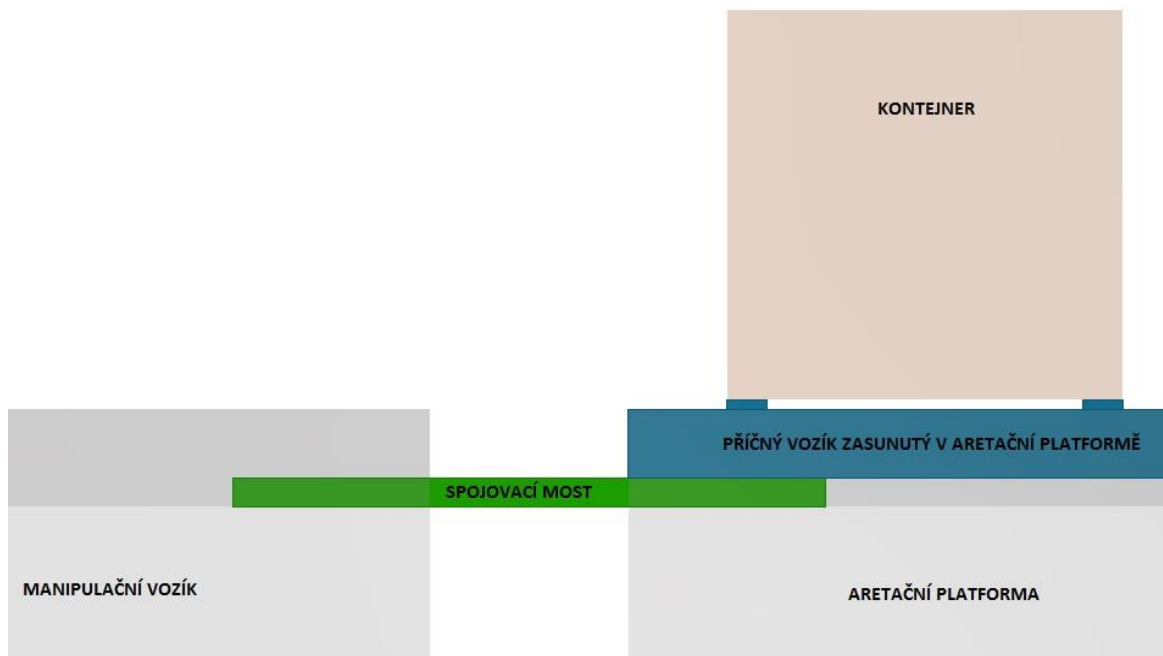 KONTEJNER
PŘÍČNÝ VOZÍK ZASUNUTÝ V ARETAČNÍ PLATFORMĚ
SPOJOVACÍ MOST
MANIPULAČNÍ VOZÍK
ARETAČNÍ PLATFORMA